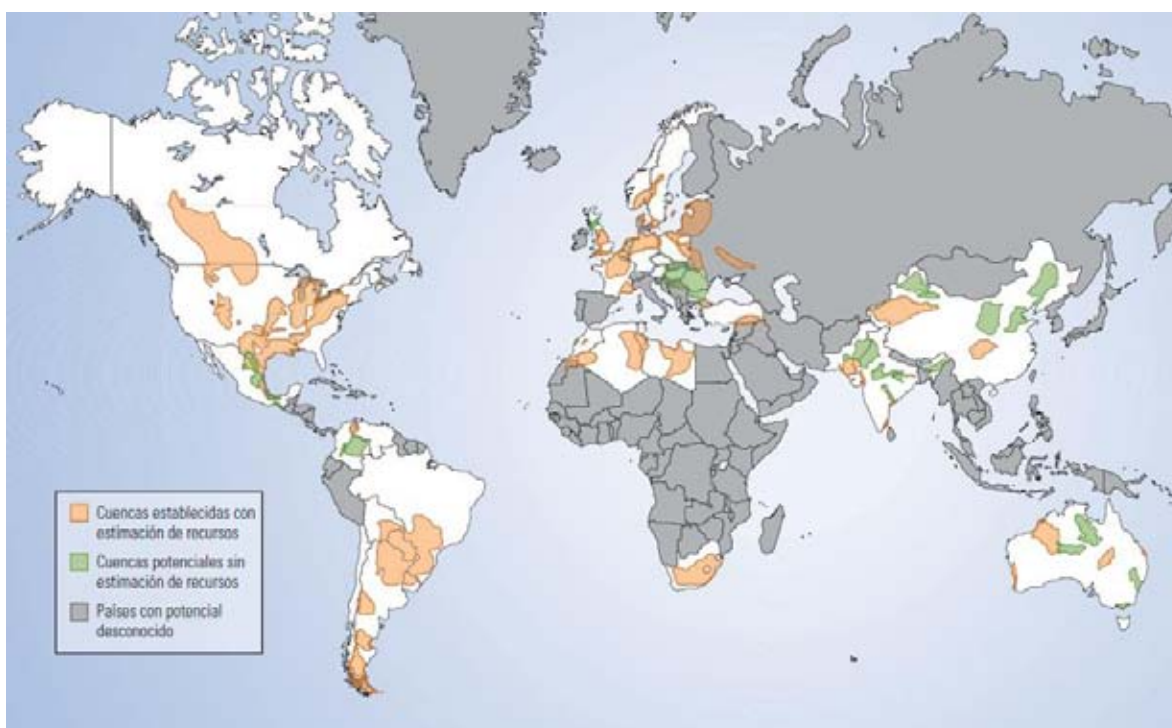 Cuencas establecidas con
estimación de recursos
Cuencas potenciales sin
estimación de recursos
Países con potencial
desconocido